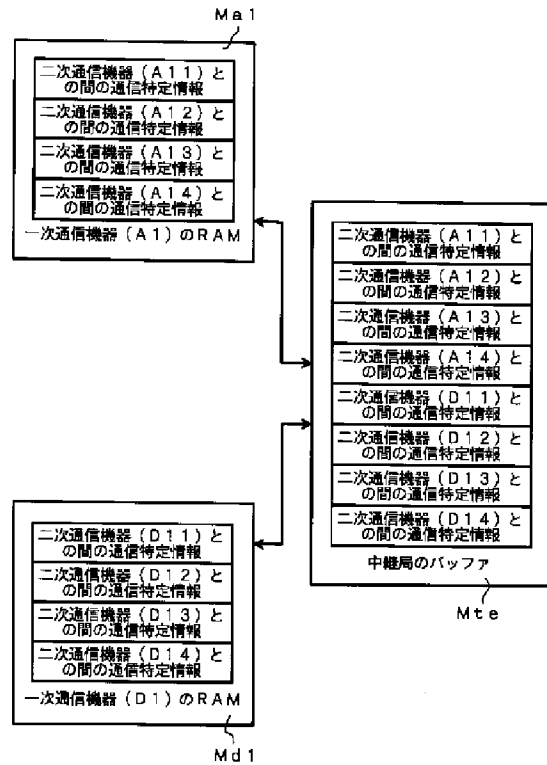 Ma1
二次通信機器(A11)と
の間の通信特定情報
二次通信機器(A12)と
の間の通信特定情報
二次通信機器(A13)と
の間の通信特定情報
二次通信機器(A14)と
の間の通信特定情報
一次通信機器(A1)のRAM
二次通信機器(A11)と
の間の通信特定情報
二次通信機器(A12)と
の間の通信特定情報
二次通信機器(A13)と
の間の通信特定情報
二次通信機器(A14)と
の間の通信特定情報
二次通信機器(D11)と
の間の通信特定情報
二次通信機器(D12)と
の間の通信特定情報
二次通信機器(D13)と
の間の通信特定情報
二次通信機器(D14)と
の間の通信特定情報
中継局のバッファ
Mte
二次通信機器(D11)と
の間の通信特定情報
二次通信機器(D12)と
の間の通信特定情報
二次通信機器(D13)と
の間の通信特定情報
二次通信機器(D14)と
の間の通信特定情報
一次通信機器(D1)のRAM
Md1